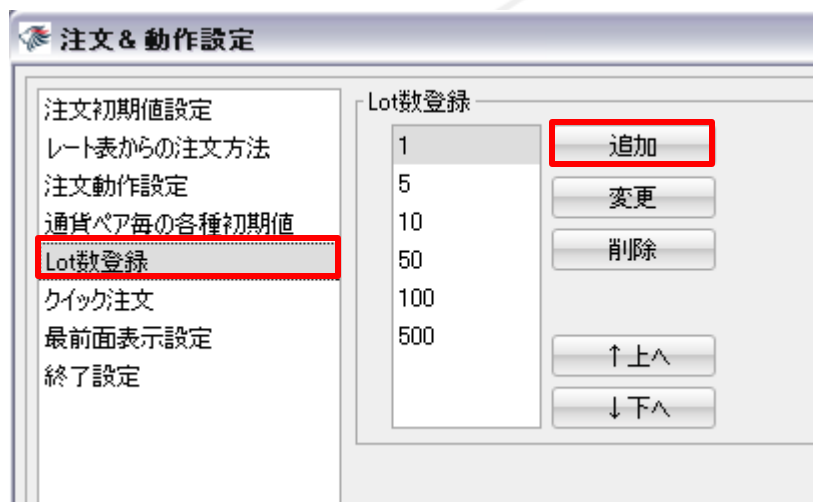 注文& 動作設定
注文初期値設定
レート表からの注文方法
注文動作設定
通貨ペア毎の各種初期値
Lot数登録
クイック注文
最前面表示設定
終了設定
Lot数登録
1
5
10
50
100
500
追加
変更
削除
↑上へ
↓下へ